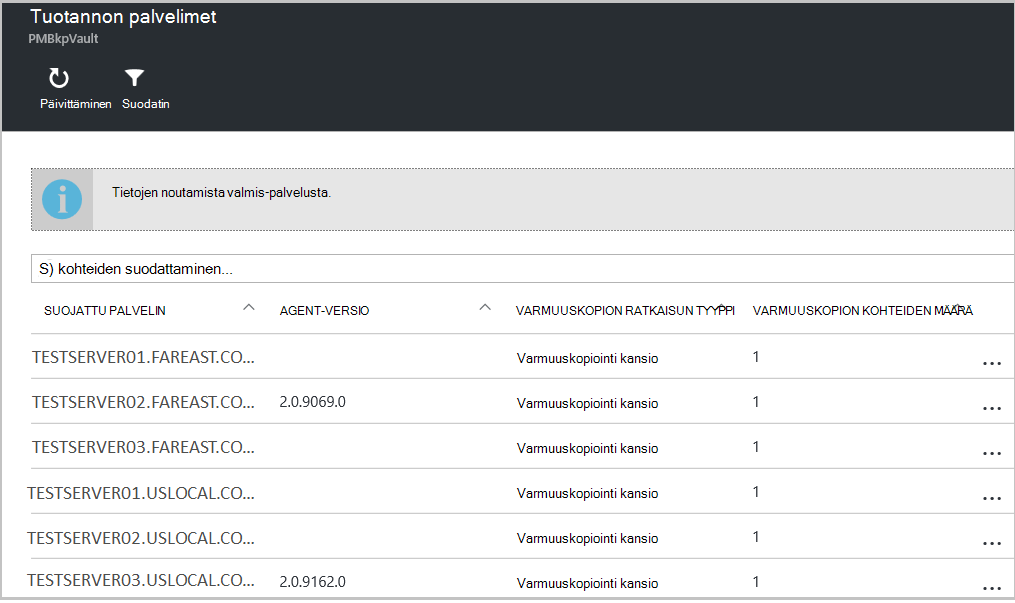 Tuotannon palvelimet
PMBkpVault
Päivittäminen Suodatin
Tietojen noutamista valmis-palvelusta.
S) kohteiden suodattaminen...
SUOJATTU PALVELIN AGENT-VERSIO VARMUUSKOPION RATKAISUN TYYPPI VARMUUSKOPION KOHTEIDEN MÄÄRÄ
TESTSERVER01.FAREAST.CO... Varmuuskopiointi kansio 1 ...
TESTSERVER02.FAREAST.CO... 2.0.9069.0 Varmuuskopiointi kansio 1 ...
TESTSERVER03.FAREAST.CO... Varmuuskopiointi kansio 1 ...
TESTSERVER01.USLOCAL.CO... Varmuuskopiointi kansio 1 ...
TESTSERVER02.USLOCAL.CO... Varmuuskopiointi kansio 1 ...
TESTSERVER03.USLOCAL.CO... 2.0.9162.0 Varmuuskopiointi kansio 1 ...